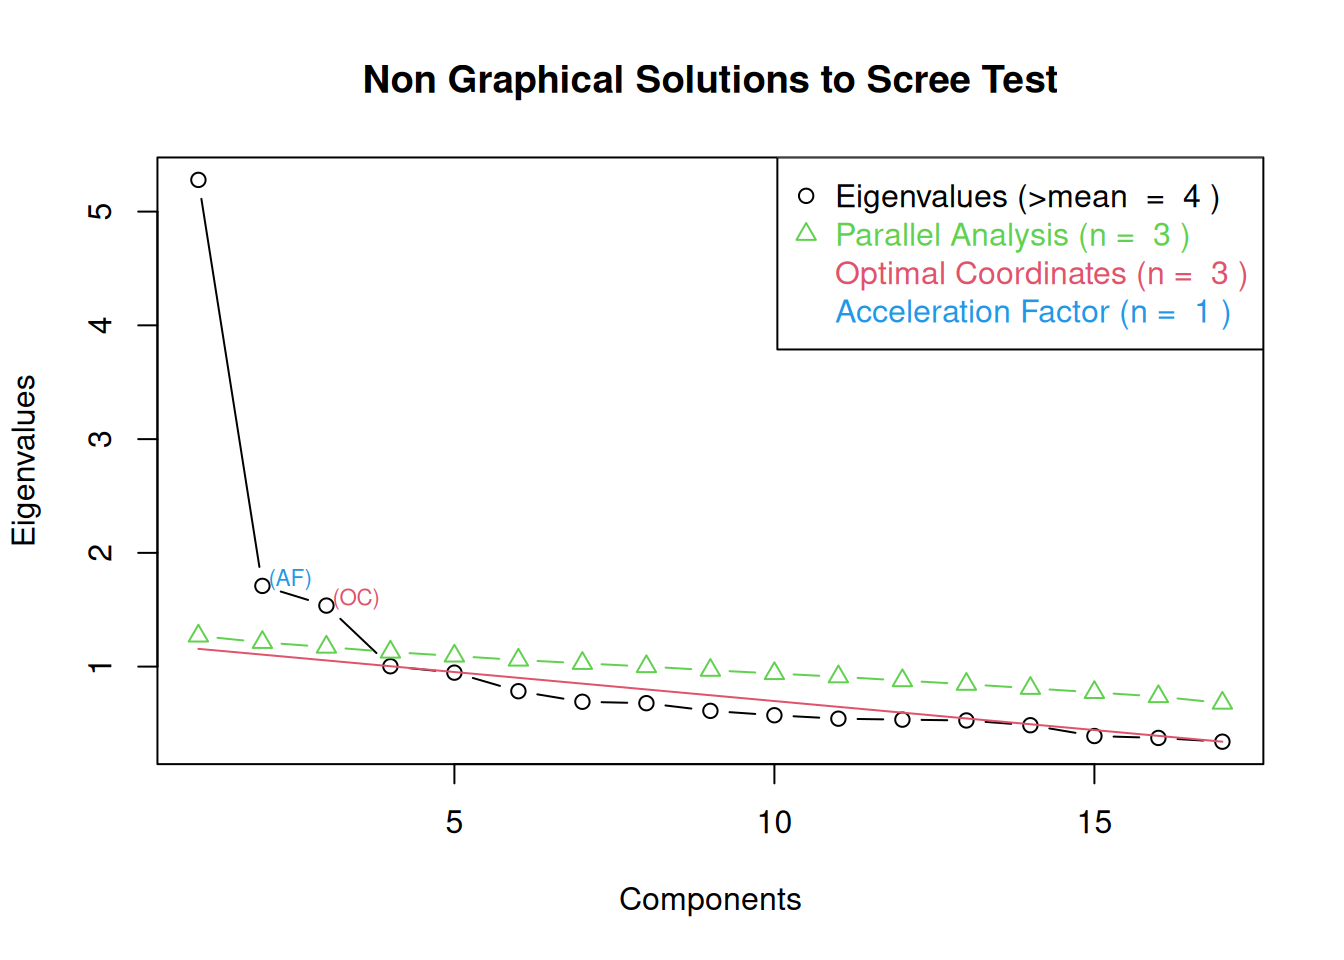 Non Graphical Solutions to Scree Test
Eigenvalues (>mean  =  4 )
Parallel Analysis (n =  3 )
Optimal Coordinates (n =  3 )
Acceleration Factor (n =  1 )
5
4
3
2
1
Eigenvalues
(AF)
(OC)
5
10
15
Components